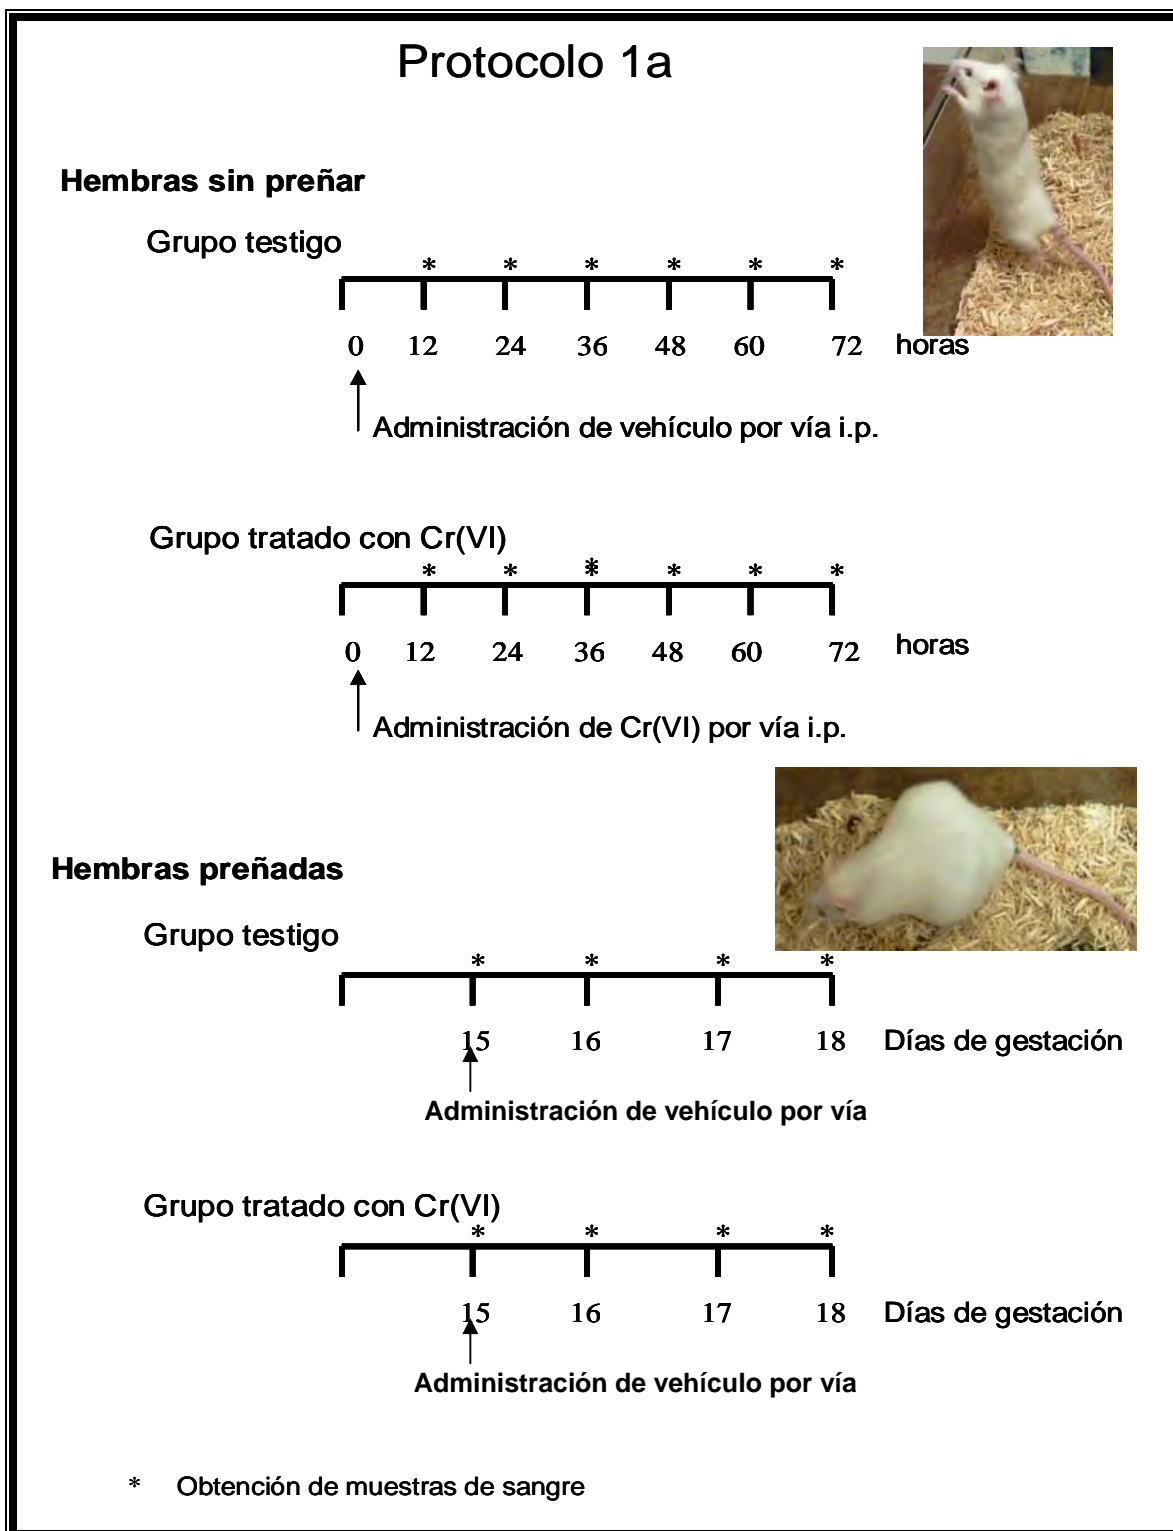 Protocolo 1a
Hembras sin preñar
Grupo testigo
* * * * * *
0 12 24 36 48 60 72 horas
Administración de vehículo por vía i.p.
Grupo tratado con Cr(VI)
* * * * * * *
0 12 24 36 48 60 72 horas
Administración de Cr(VI) por vía i.p.
Hembras preñadas
Grupo testigo
* * * *
15 16 17 18 Días de gestación
Administración de vehículo por vía
Grupo tratado con Cr(VI)
* * * *
15 16 17 18 Días de gestación
Administración de vehículo por vía
* Obtención de muestras de sangre